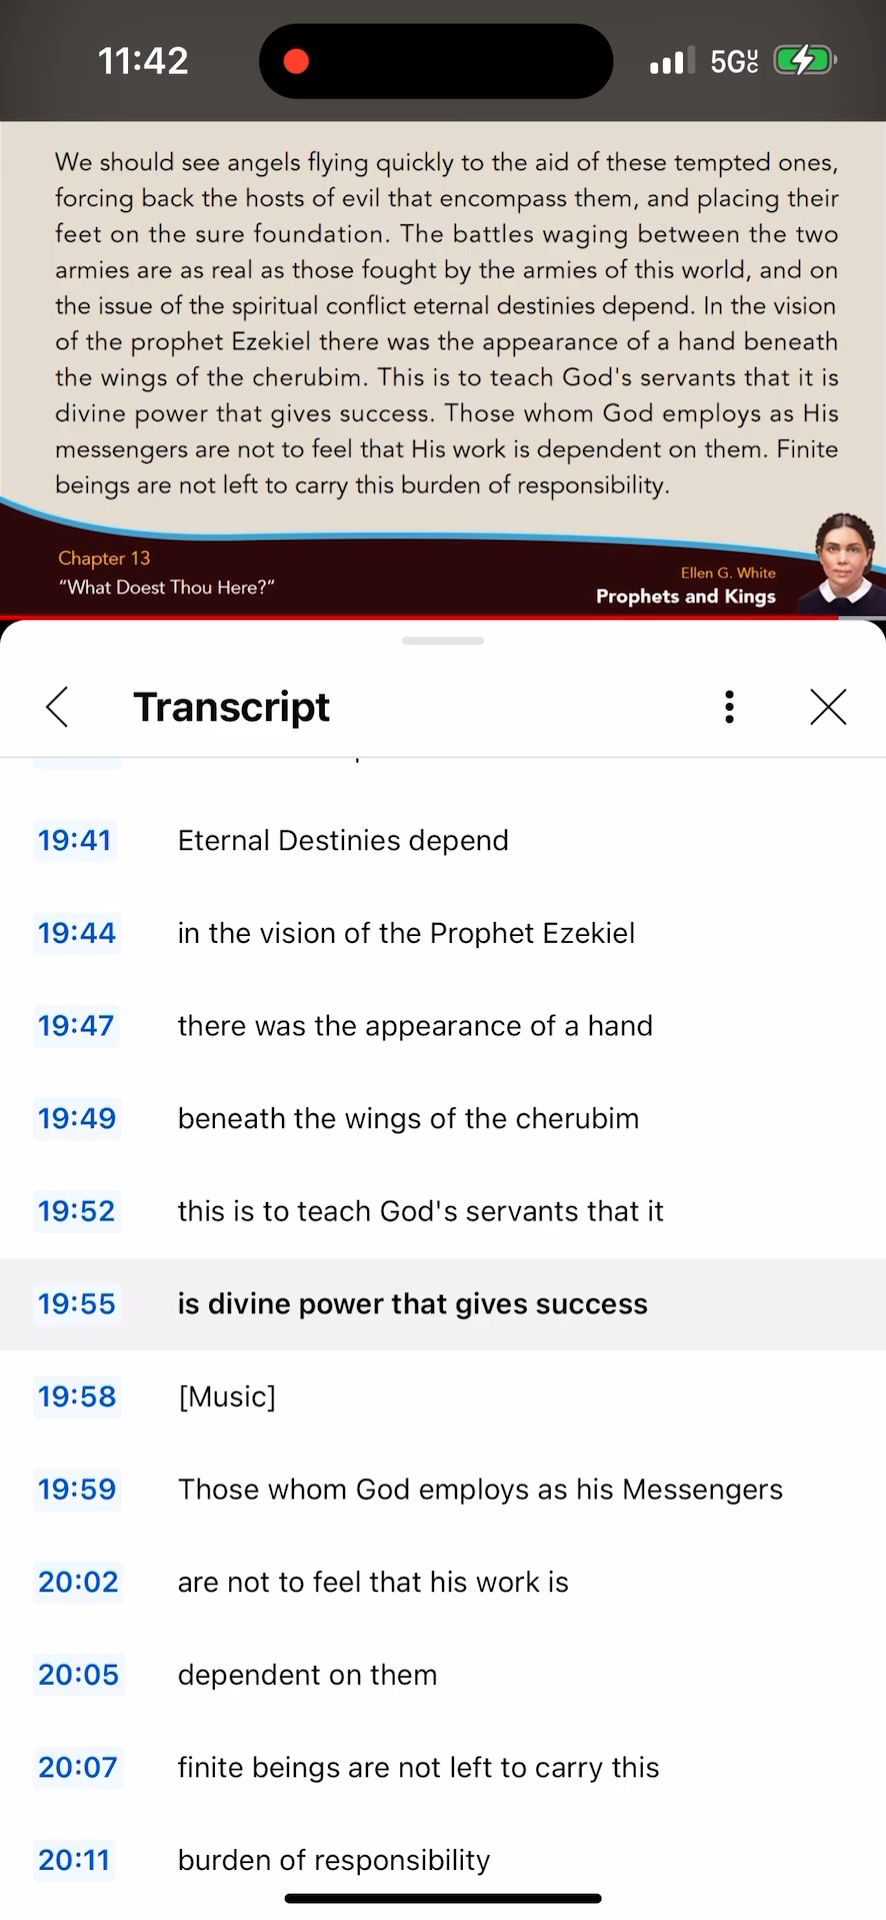 11:42
5GUC
We should see angels flying quickly to the aid of these tempted ones,
forcing back the hosts of evil that encompass them, and placing their
feet on the sure foundation. The battles waging between the two
armies are as real as those fought by the armies of this world, and on
the issue of the spiritual conflict eternal destinies depend. In the vision
of the prophet Ezekiel there was the appearance of a hand beneath
the wings of the cherubim. This is to teach God's servants that it is
divine power that gives success. Those whom God employs as His
messengers are not to feel that His work is dependent on them. Finite
beings are not left to carry this burden of responsibility.
Chapter 13
“What Doest Thou Here?”
Ellen G. White
Prophets and Kings
Transcript
19:41 Eternal Destinies depend
19:44 in the vision of the Prophet Ezekiel
19:47 there was the appearance of a hand
19:49 beneath the wings of the cherubim
19:52 this is to teach God's servants that it
19:55 is divine power that gives success
19:58 [Music]
19:59 Those whom God employs as his Messengers
20:02 are not to feel that his work is
20:05 dependent on them
20:07 finite beings are not left to carry this
20:11 burden of responsibility